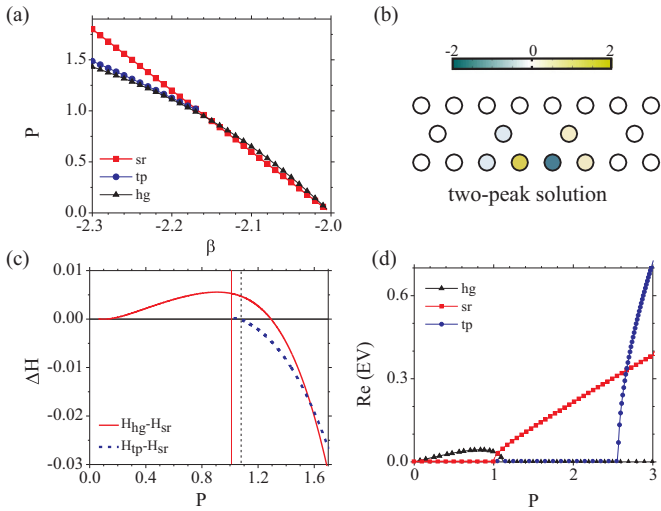 (a)
P
1.5
1.0
0.5
0.0
sr
tp
hg
-2.3 -2.2 -2.1 -2.0
β
(b)
-2 0 2
two-peak solution
(c)
ΔH
0.01
0.00
-0.01
-0.02
-0.03
H_hg-H_sr
H_tp-H_sr
0.0 0.4 0.8 1.2 1.6
P
(d)
Re (EV)
0.6
0.3
0.0
hg
sr
tp
0 1 2 3
P